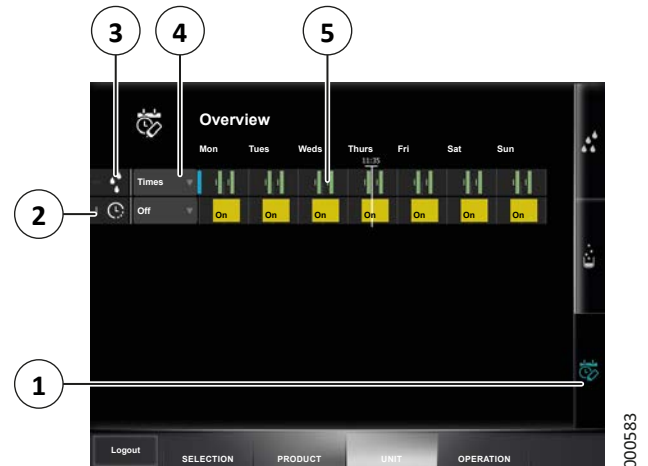 3 4 5
Overview
Mon Tues Weds Thurs Fri Sat Sun
11:35
Times
2
Off On On On On On On On
1
Logout SELECTION PRODUCT UNIT OPERATION
000583